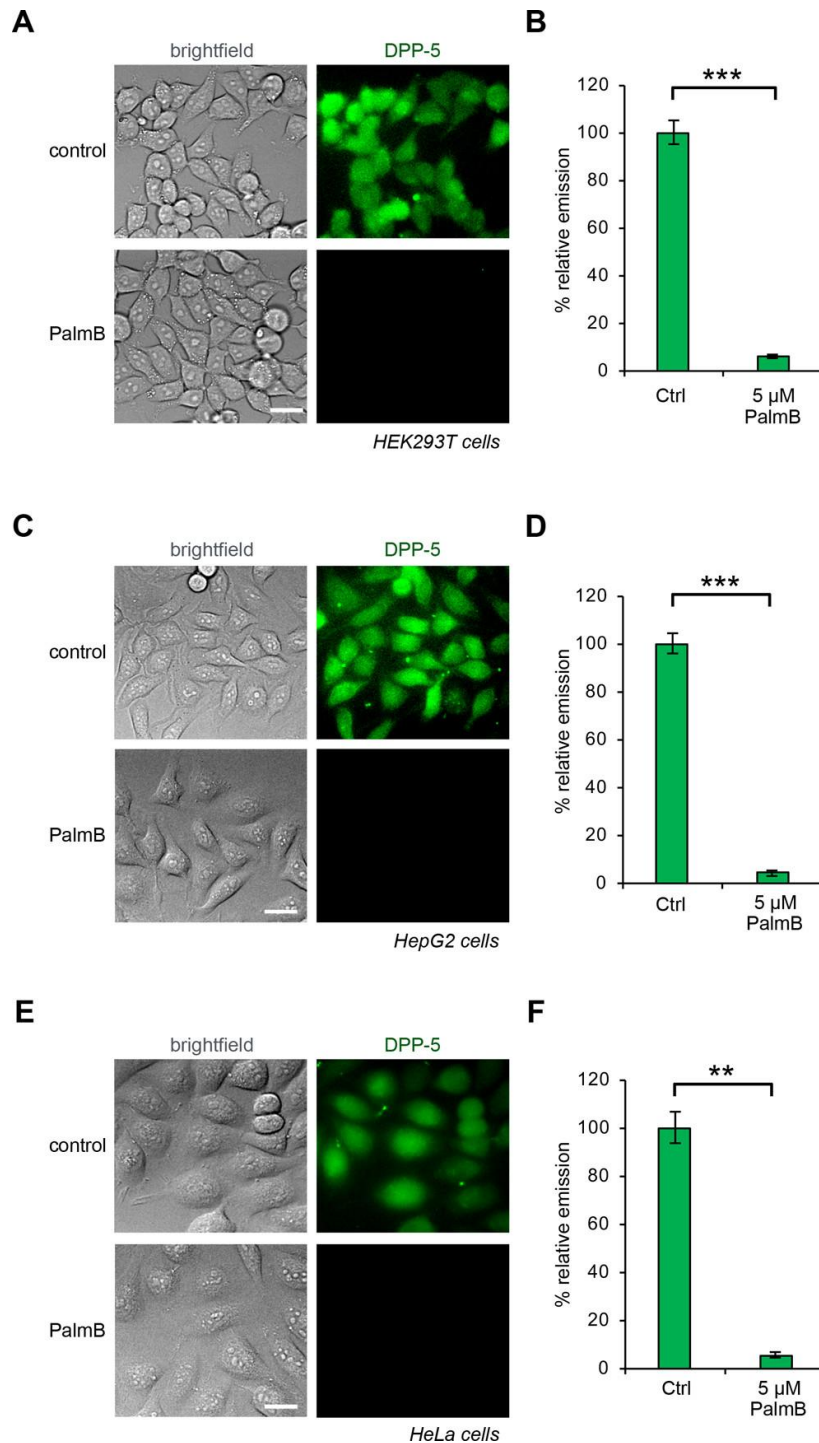 A
brightfield
DPP-5
control
PalmB
HEK293T cells
B
% relative emission
120
100
80
60
40
20
0
***
Ctrl
5 µM
PalmB
C
brightfield
DPP-5
control
PalmB
HepG2 cells
D
% relative emission
120
100
80
60
40
20
0
***
Ctrl
5 µM
PalmB
E
brightfield
DPP-5
control
PalmB
HeLa cells
F
% relative emission
120
100
80
60
40
20
0
**
Ctrl
5 µM
PalmB